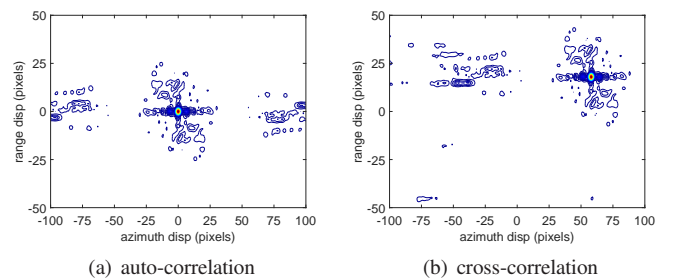 50
25
0
-25
-50
range disp (pixels)
-100 -75 -50 -25 0 25 50 75 100
azimuth disp (pixels)
(a) auto-correlation
50
25
0
-25
-50
range disp (pixels)
-100 -75 -50 -25 0 25 50 75 100
azimuth disp (pixels)
(b) cross-correlation